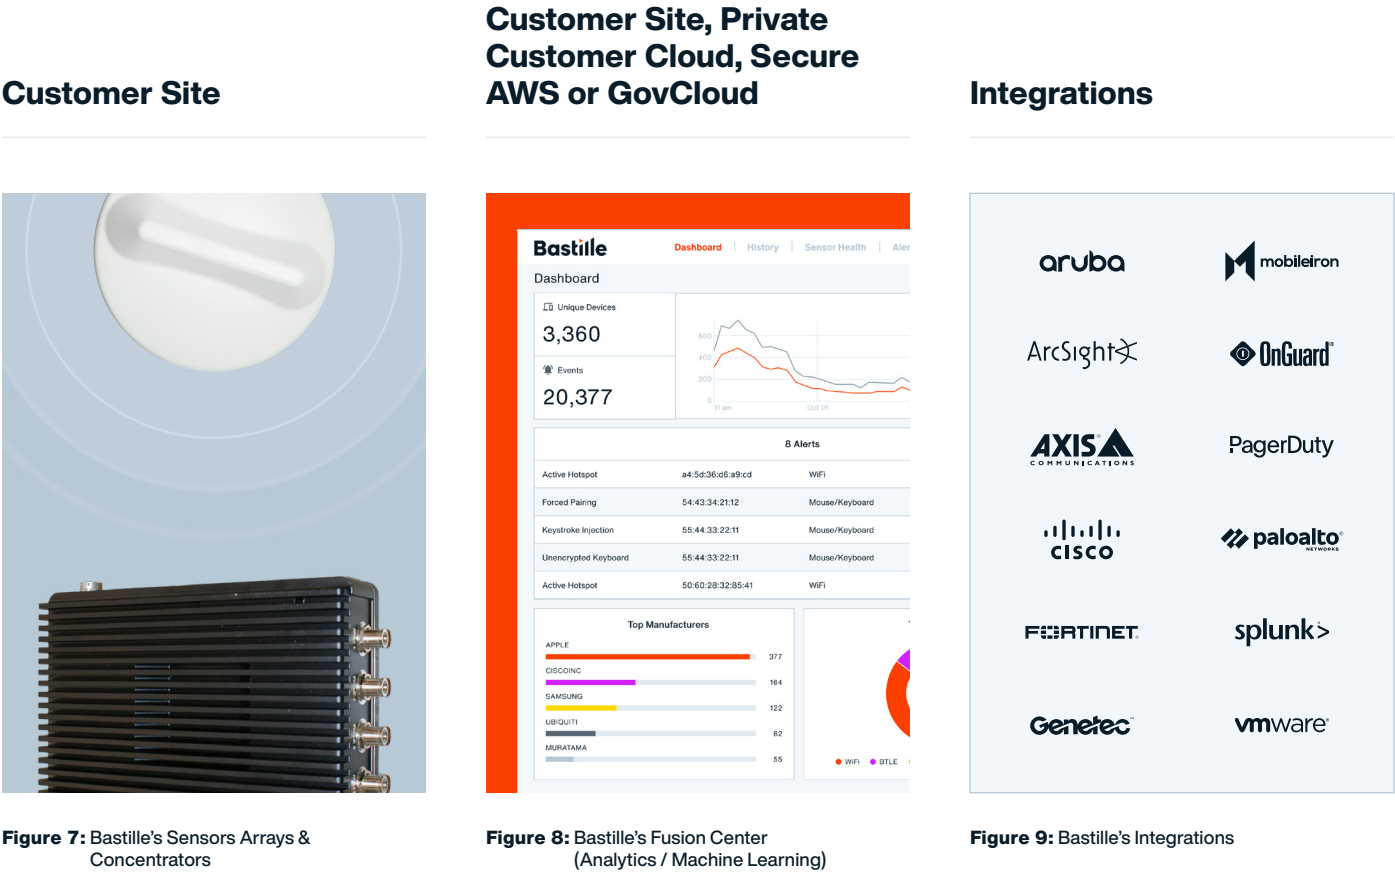 Customer Site
Customer Site, Private
Customer Cloud, Secure
AWS or GovCloud
Integrations
Bastille
Dashboard
History
Sensor Health
Aler
Dashboard
Unique Devices
3,360
Events
20,377
600
400
200
0
11 am
Oct 01
8 Alerts
Active Hotspot a4:5d:36:d6:a9:cd WiFi
Forced Pairing 54:43:34:21:12 Mouse/Keyboard
Keystroke Injection 55:44:33:22:11 Mouse/Keyboard
Unencrypted Keyboard 55:44:33:22:11 Mouse/Keyboard
Active Hotspot 50:60:28:32:85:41 WiFi
Top Manufacturers
APPLE
377
CISCOINC
164
SAMSUNG
122
UBIQUITI
82
MURATAMA
55
T
WiFi
BTLE
aruba
mobileiron
ArcSight
OnGuard®
AXIS®
COMMUNICATIONS
PagerDuty
cisco
paloalto®
NETWORKS
FORTINET®
splunk>
Genetec™
vmware®
Figure 7: Bastille’s Sensors Arrays &
Concentrators
Figure 8: Bastille’s Fusion Center
(Analytics / Machine Learning)
Figure 9: Bastille’s Integrations